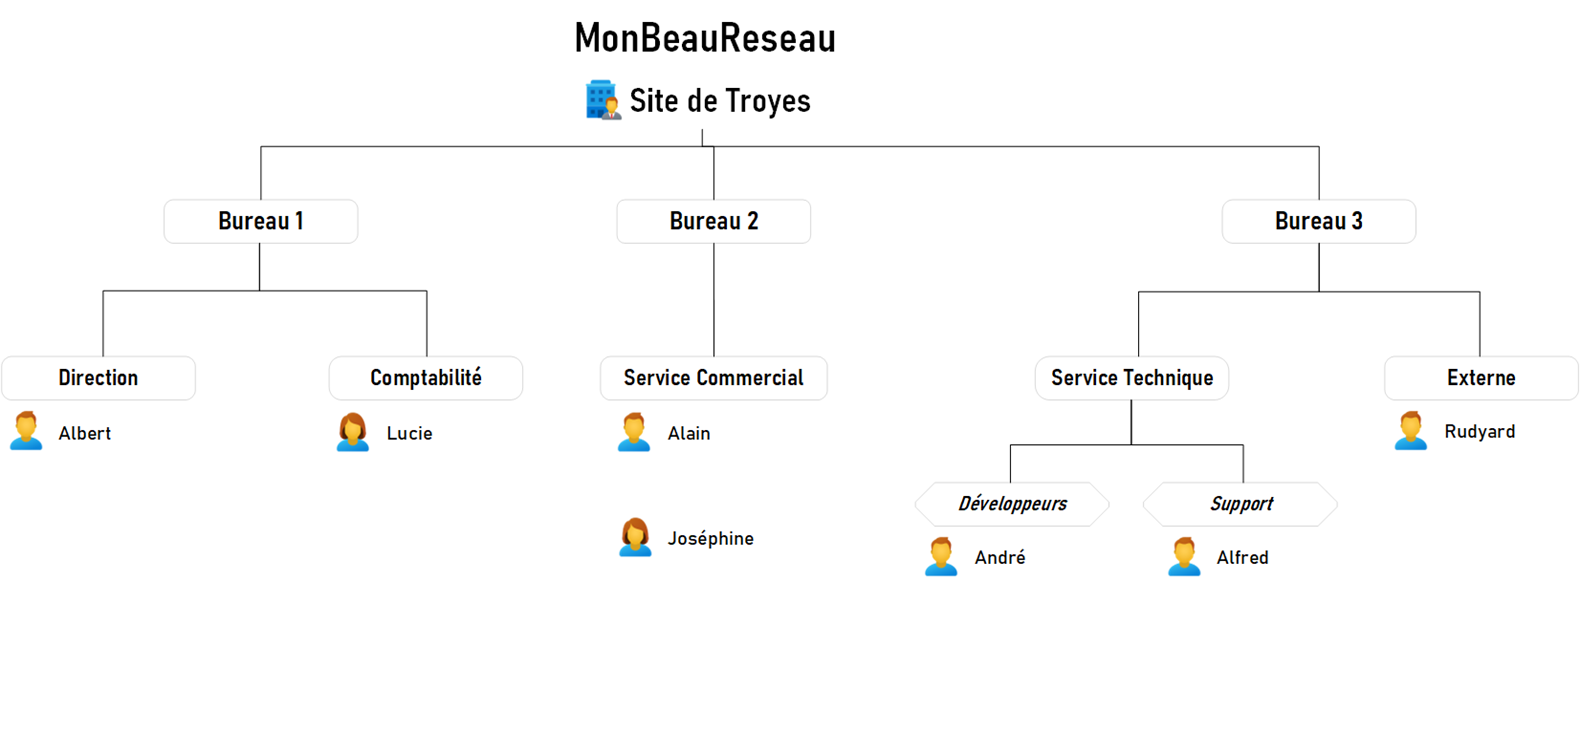 MonBeauReseau
Site de Troyes
Bureau 1
Bureau 2
Bureau 3
Direction
Comptabilité
Service Commercial
Service Technique
Externe
Albert
Lucie
Alain
Rudyard
Développeurs
Support
Joséphine
André
Alfred